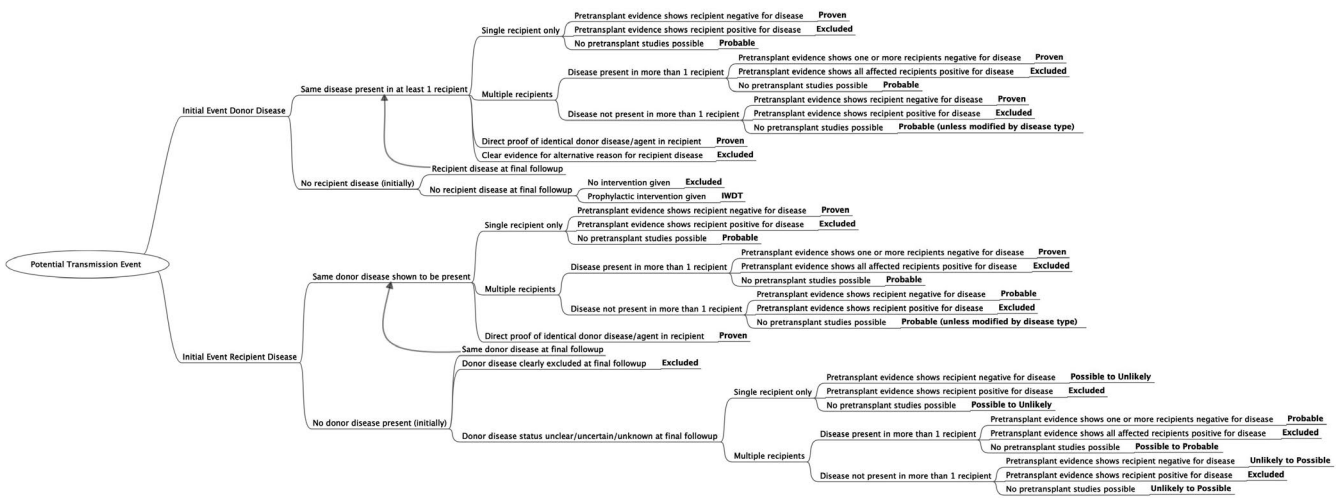 Potential Transmission Event
Initial Event Donor Disease
Same disease present in at least 1 recipient
Single recipient only
Pretransplant evidence shows recipient negative for disease Proven
Pretransplant evidence shows recipient positive for disease Excluded
No pretransplant studies possible Probable
Multiple recipients
Disease present in more than 1 recipient
Pretransplant evidence shows one or more recipients negative for disease Proven
Pretransplant evidence shows all affected recipients positive for disease Excluded
No pretransplant studies possible Probable
Disease not present in more than 1 recipient
Pretransplant evidence shows recipient negative for disease Proven
Pretransplant evidence shows recipient positive for disease Excluded
No pretransplant studies possible Probable (unless modified by disease type)
Direct proof of identical donor disease/agent in recipient Proven
Clear evidence for alternative reason for recipient disease Excluded
No recipient disease (initially)
Recipient disease at final followup
No recipient disease at final followup
No intervention given Excluded
Prophylactic intervention given IWDT
Initial Event Recipient Disease
Same donor disease shown to be present
Single recipient only
Pretransplant evidence shows recipient negative for disease Proven
Pretransplant evidence shows recipient positive for disease Excluded
No pretransplant studies possible Probable
Multiple recipients
Disease present in more than 1 recipient
Pretransplant evidence shows one or more recipients negative for disease Proven
Pretransplant evidence shows all affected recipients positive for disease Excluded
No pretransplant studies possible Probable
Disease not present in more than 1 recipient
Pretransplant evidence shows recipient negative for disease Probable
Pretransplant evidence shows recipient positive for disease Excluded
No pretransplant studies possible Probable (unless modified by disease type)
Direct proof of identical donor disease/agent in recipient Proven
No donor disease present (initially)
Same donor disease at final followup
Donor disease clearly excluded at final followup Excluded
Donor disease status unclear/uncertain/unknown at final followup
Single recipient only
Pretransplant evidence shows recipient negative for disease Possible to Unlikely
Pretransplant evidence shows recipient positive for disease Excluded
No pretransplant studies possible Possible to Unlikely
Multiple recipients
Disease present in more than 1 recipient
Pretransplant evidence shows one or more recipients negative for disease Probable
Pretransplant evidence shows all affected recipients positive for disease Excluded
No pretransplant studies possible Possible to Probable
Disease not present in more than 1 recipient
Pretransplant evidence shows recipient negative for disease Unlikely to Possible
Pretransplant evidence shows recipient positive for disease Excluded
No pretransplant studies possible Unlikely to Possible